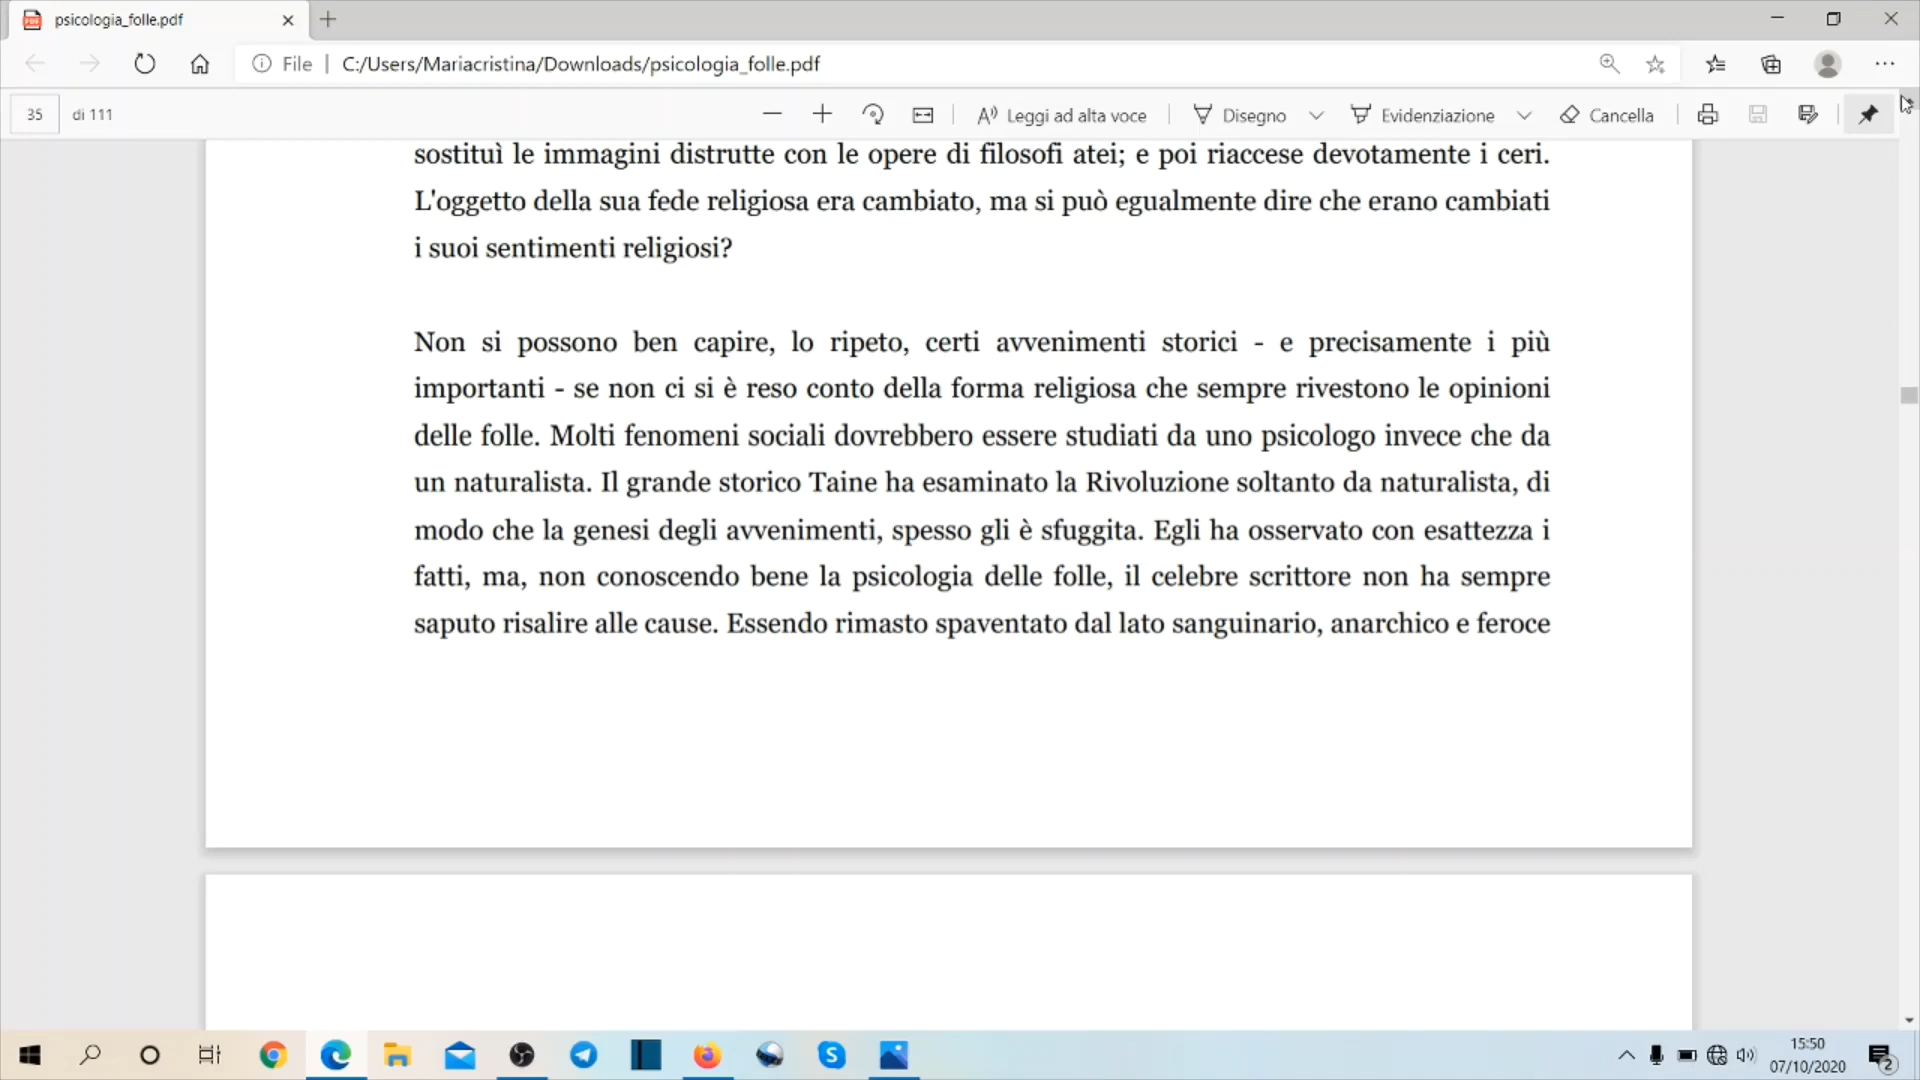 psicologia_folle.pdf
File
C:/Users/Mariacristina/Downloads/psicologia_folle.pdf
35 di 111
Leggi ad alta voce
Disegno
Evidenziazione
Cancella
sostituì le immagini distrutte con le opere di filosofi atei; e poi riaccese devotamente i ceri.
L'oggetto della sua fede religiosa era cambiato, ma si può egualmente dire che erano cambiati
i suoi sentimenti religiosi?
Non si possono ben capire, lo ripeto, certi avvenimenti storici - e precisamente i più
importanti - se non ci si è reso conto della forma religiosa che sempre rivestono le opinioni
delle folle. Molti fenomeni sociali dovrebbero essere studiati da uno psicologo invece che da
un naturalista. Il grande storico Taine ha esaminato la Rivoluzione soltanto da naturalista, di
modo che la genesi degli avvenimenti, spesso gli è sfuggita. Egli ha osservato con esattezza i
fatti, ma, non conoscendo bene la psicologia delle folle, il celebre scrittore non ha sempre
saputo risalire alle cause. Essendo rimasto spaventato dal lato sanguinario, anarchico e feroce
15:50
07/10/2020
2